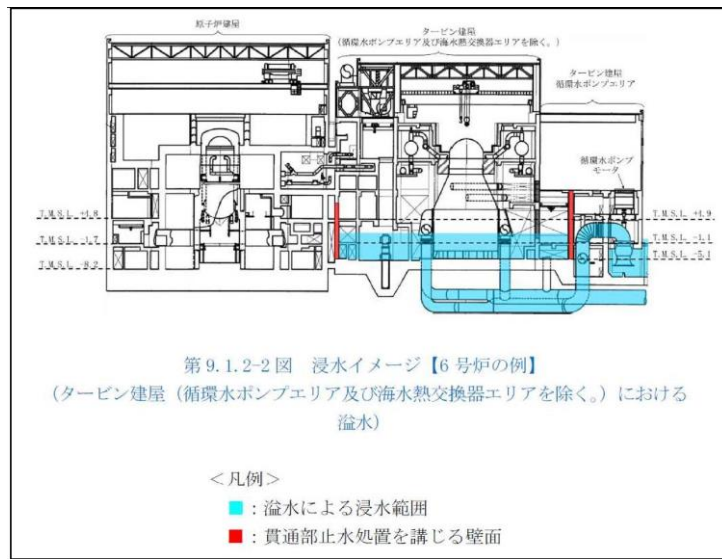 原子炉建屋
タービン建屋
（循環水ポンプエリア及び海水熱交換器エリアを除く。）
タービン建屋
循環水ポンプエリア
循環水ポンプ
モータ
T.M.S.L. +4.8
T.M.S.L. -1.7
T.M.S.L. -8.2
T.M.S.L. +4.9
T.M.S.L. -1.1
T.M.S.L. -5.1
第 9.1.2-2 図　浸水イメージ【6 号炉の例】
（タービン建屋（循環水ポンプエリア及び海水熱交換器エリアを除く。）における
溢水）
＜凡例＞
■：溢水による浸水範囲
■：貫通部止水処置を講じる壁面